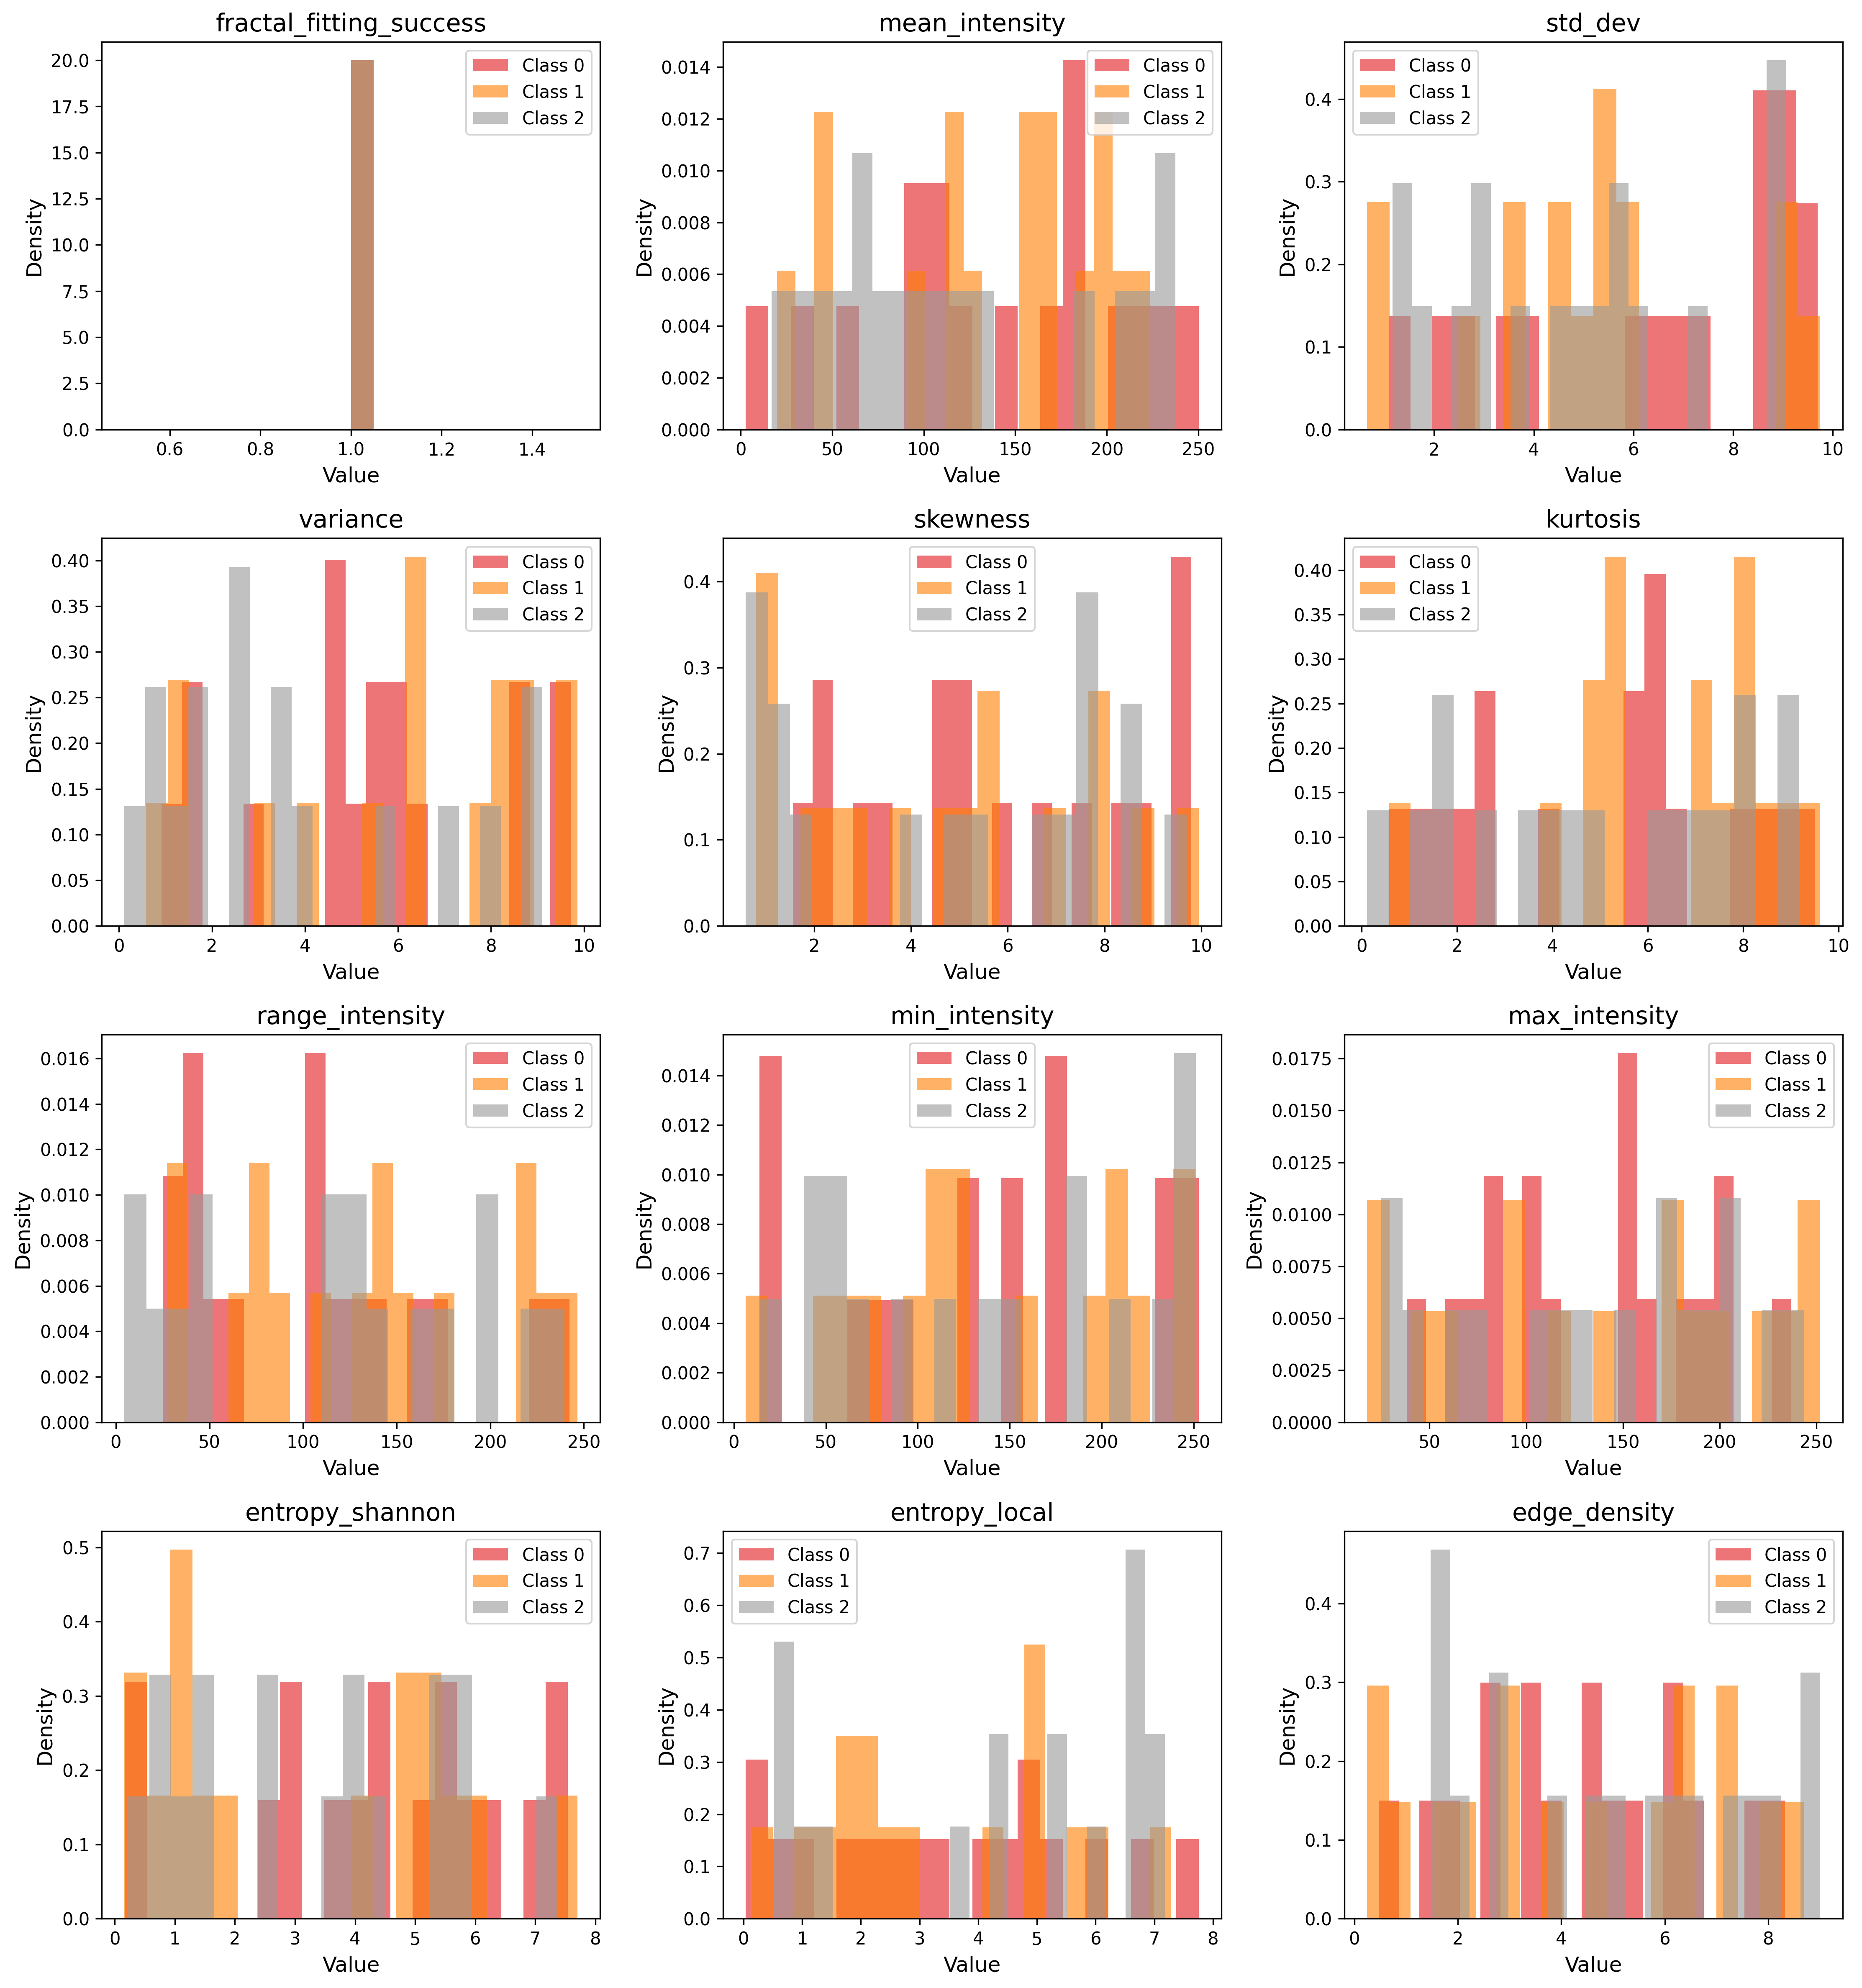 fractal_fitting_success
Density
20.0
17.5
15.0
12.5
10.0
7.5
5.0
2.5
0.0
Class 0
Class 1
Class 2
0.6 0.8 1.0 1.2 1.4
Value
mean_intensity
Density
0.014
0.012
0.010
0.008
0.006
0.004
0.002
0.000
Class 0
Class 1
Class 2
0 50 100 150 200 250
Value
std_dev
Density
0.4
0.3
0.2
0.1
0.0
Class 0
Class 1
Class 2
2 4 6 8 10
Value
variance
Density
0.40
0.35
0.30
0.25
0.20
0.15
0.10
0.05
0.00
Class 0
Class 1
Class 2
0 2 4 6 8 10
Value
skewness
Density
0.4
0.3
0.2
0.1
0.0
Class 0
Class 1
Class 2
2 4 6 8 10
Value
kurtosis
Density
0.40
0.35
0.30
0.25
0.20
0.15
0.10
0.05
0.00
Class 0
Class 1
Class 2
0 2 4 6 8 10
Value
range_intensity
Density
0.016
0.014
0.012
0.010
0.008
0.006
0.004
0.002
0.000
Class 0
Class 1
Class 2
0 50 100 150 200 250
Value
min_intensity
Density
0.014
0.012
0.010
0.008
0.006
0.004
0.002
0.000
Class 0
Class 1
Class 2
0 50 100 150 200 250
Value
max_intensity
Density
0.0175
0.0150
0.0125
0.0100
0.0075
0.0050
0.0025
0.0000
Class 0
Class 1
Class 2
50 100 150 200 250
Value
entropy_shannon
Density
0.5
0.4
0.3
0.2
0.1
0.0
Class 0
Class 1
Class 2
0 1 2 3 4 5 6 7 8
Value
entropy_local
Density
0.7
0.6
0.5
0.4
0.3
0.2
0.1
0.0
Class 0
Class 1
Class 2
0 1 2 3 4 5 6 7 8
Value
edge_density
Density
0.4
0.3
0.2
0.1
0.0
Class 0
Class 1
Class 2
0 2 4 6 8
Value